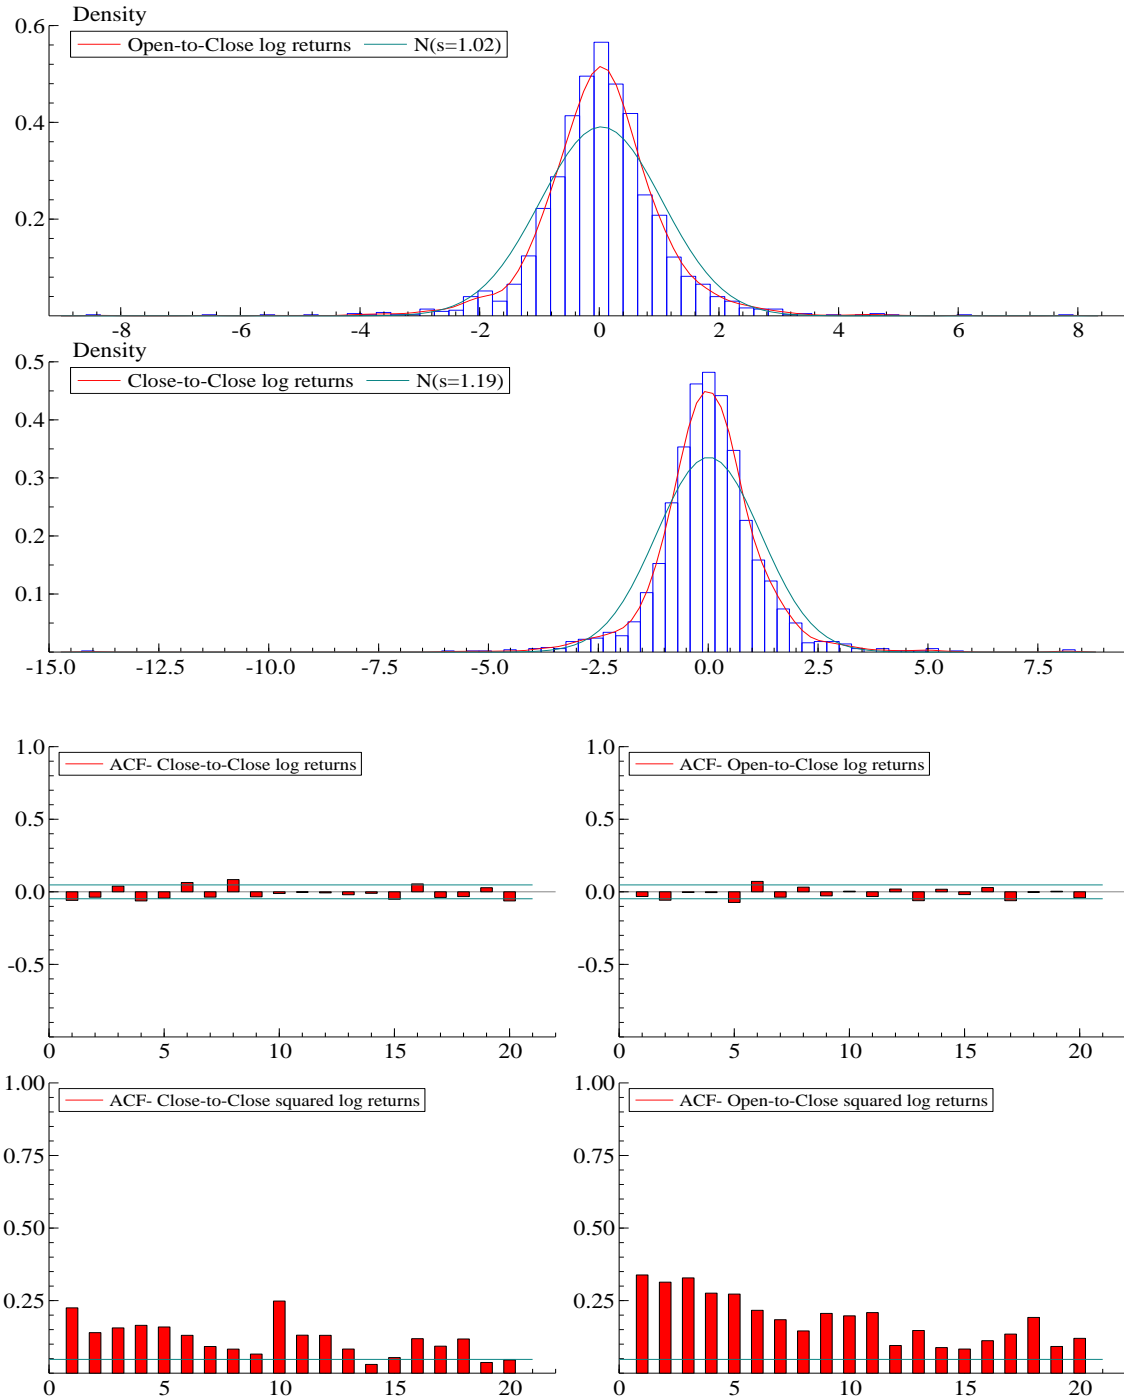 Density
0.6
Open-to-Close log returns N(s=1.02)
0.4
0.2
-8 -6 -4 -2 0 2 4 6 8
Density
0.5
Close-to-Close log returns N(s=1.19)
0.4
0.3
0.2
0.1
-15.0 -12.5 -10.0 -7.5 -5.0 -2.5 0.0 2.5 5.0 7.5
1.0 1.0
ACF- Close-to-Close log returns ACF- Open-to-Close log returns
0.5 0.5
0.0 0.0
-0.5 -0.5
0 5 10 15 20 0 5 10 15 20
1.00 1.00
ACF- Close-to-Close squared log returns ACF- Open-to-Close squared log returns
0.75 0.75
0.50 0.50
0.25 0.25
0 5 10 15 20 0 5 10 15 20